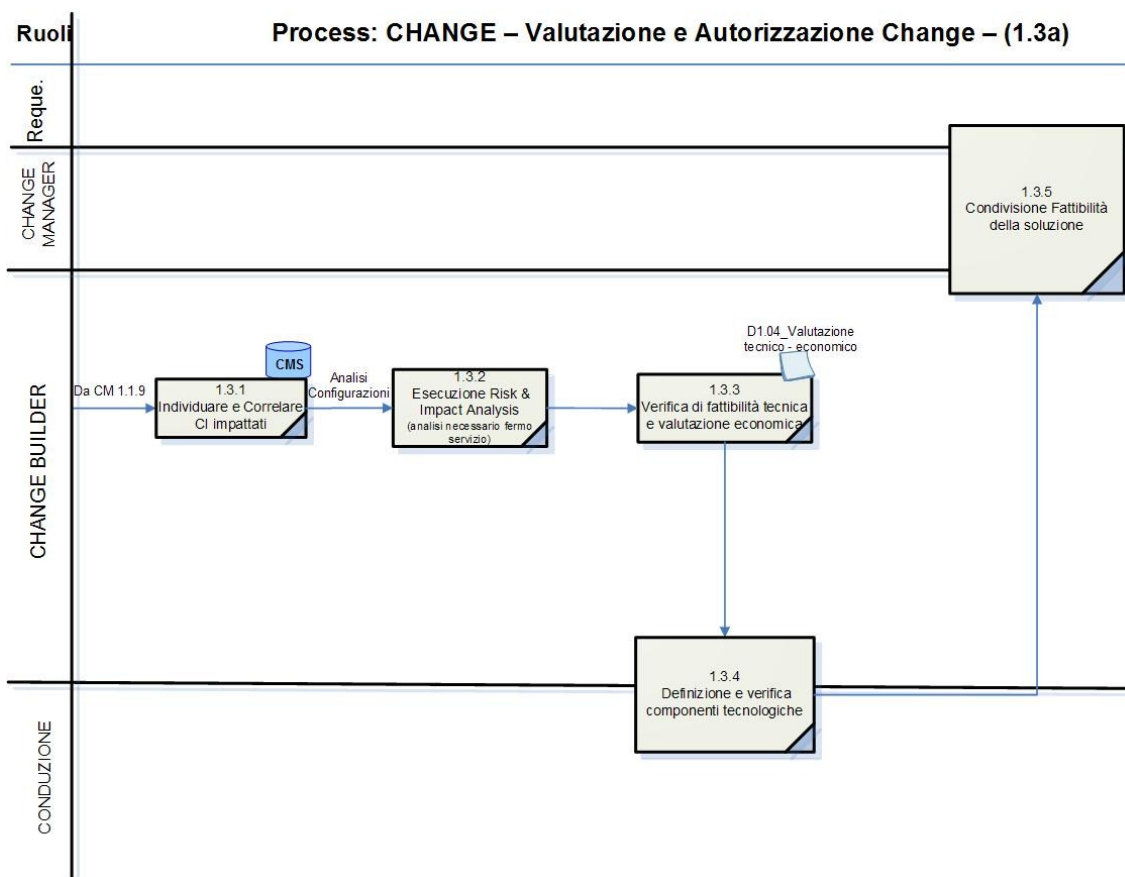 Ruoli
Process: CHANGE – Valutazione e Autorizzazione Change – (1.3a)
Reque.
CHANGE
MANAGER
1.3.5
Condivisione Fattibilità
della soluzione
CHANGE BUILDER
Da CM 1.1.9
CMS
1.3.1
Individuare e Correlare
CI impattati
Analisi
Configurazioni
1.3.2
Esecuzione Risk &
Impact Analysis
(analisi necessario fermo
servizio)
D1.04_Valutazione
tecnico - economico
1.3.3
Verifica di fattibilità tecnica
e valutazione economica
1.3.4
Definizione e verifica
componenti tecnologiche
CONDUZIONE